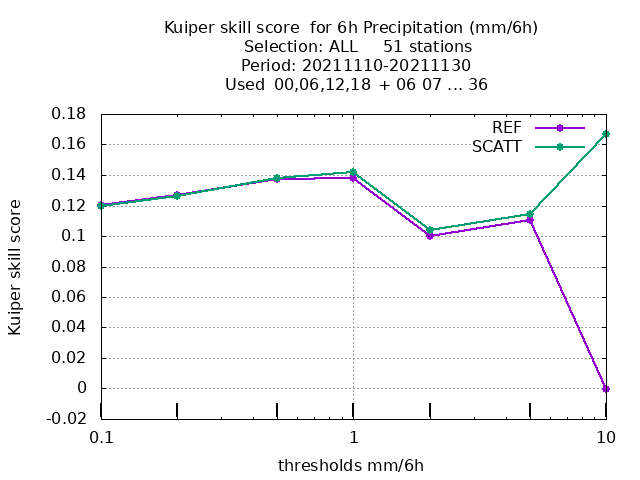 Kuiper skill score  for 6h Precipitation (mm/6h)
Selection: ALL     51 stations
Period: 20211110-20211130
Used  00,06,12,18  + 06 07 ... 36
REF
SCATT
0.18
0.16
0.14
0.12
0.1
0.08
0.06
0.04
0.02
0
-0.02
Kuiper skill score
0.1 1 10
thresholds mm/6h